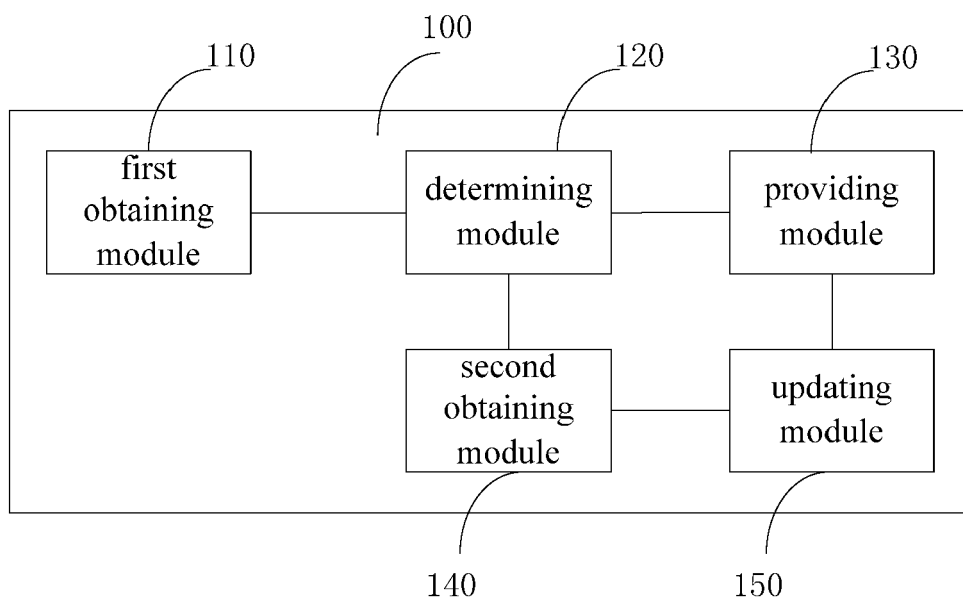 110
100
120
130
first
obtaining
module
determining
module
providing
module
second
obtaining
module
updating
module
140
150